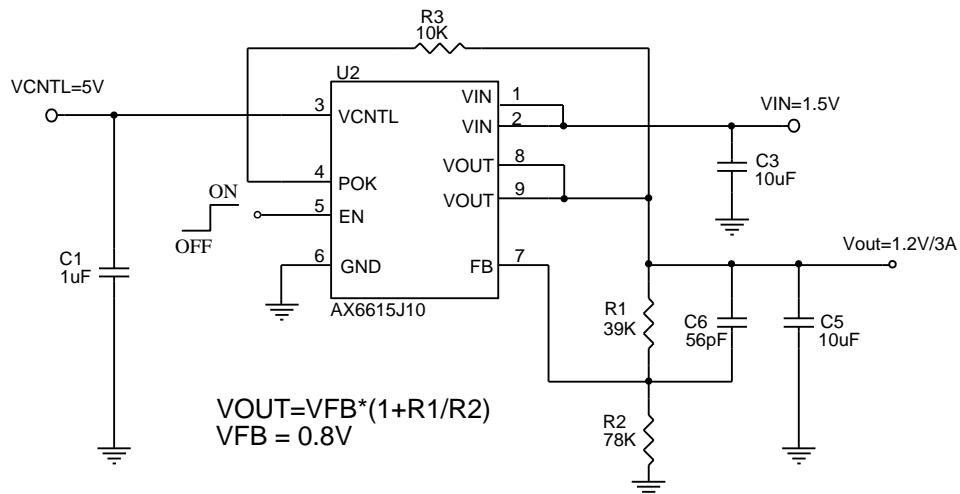 R3
10K
U2
VCNTL=5V
3
VCNTL
VIN
1
VIN
2
VIN=1.5V
VOUT
8
C3
10uF
4
POK
VOUT
9
ON
OFF
5
EN
C1
1uF
6
GND
FB
7
Vout=1.2V/3A
AX6615J10
R1
39K
C6
56pF
C5
10uF
VOUT=VFB*(1+R1/R2)
VFB = 0.8V
R2
78K